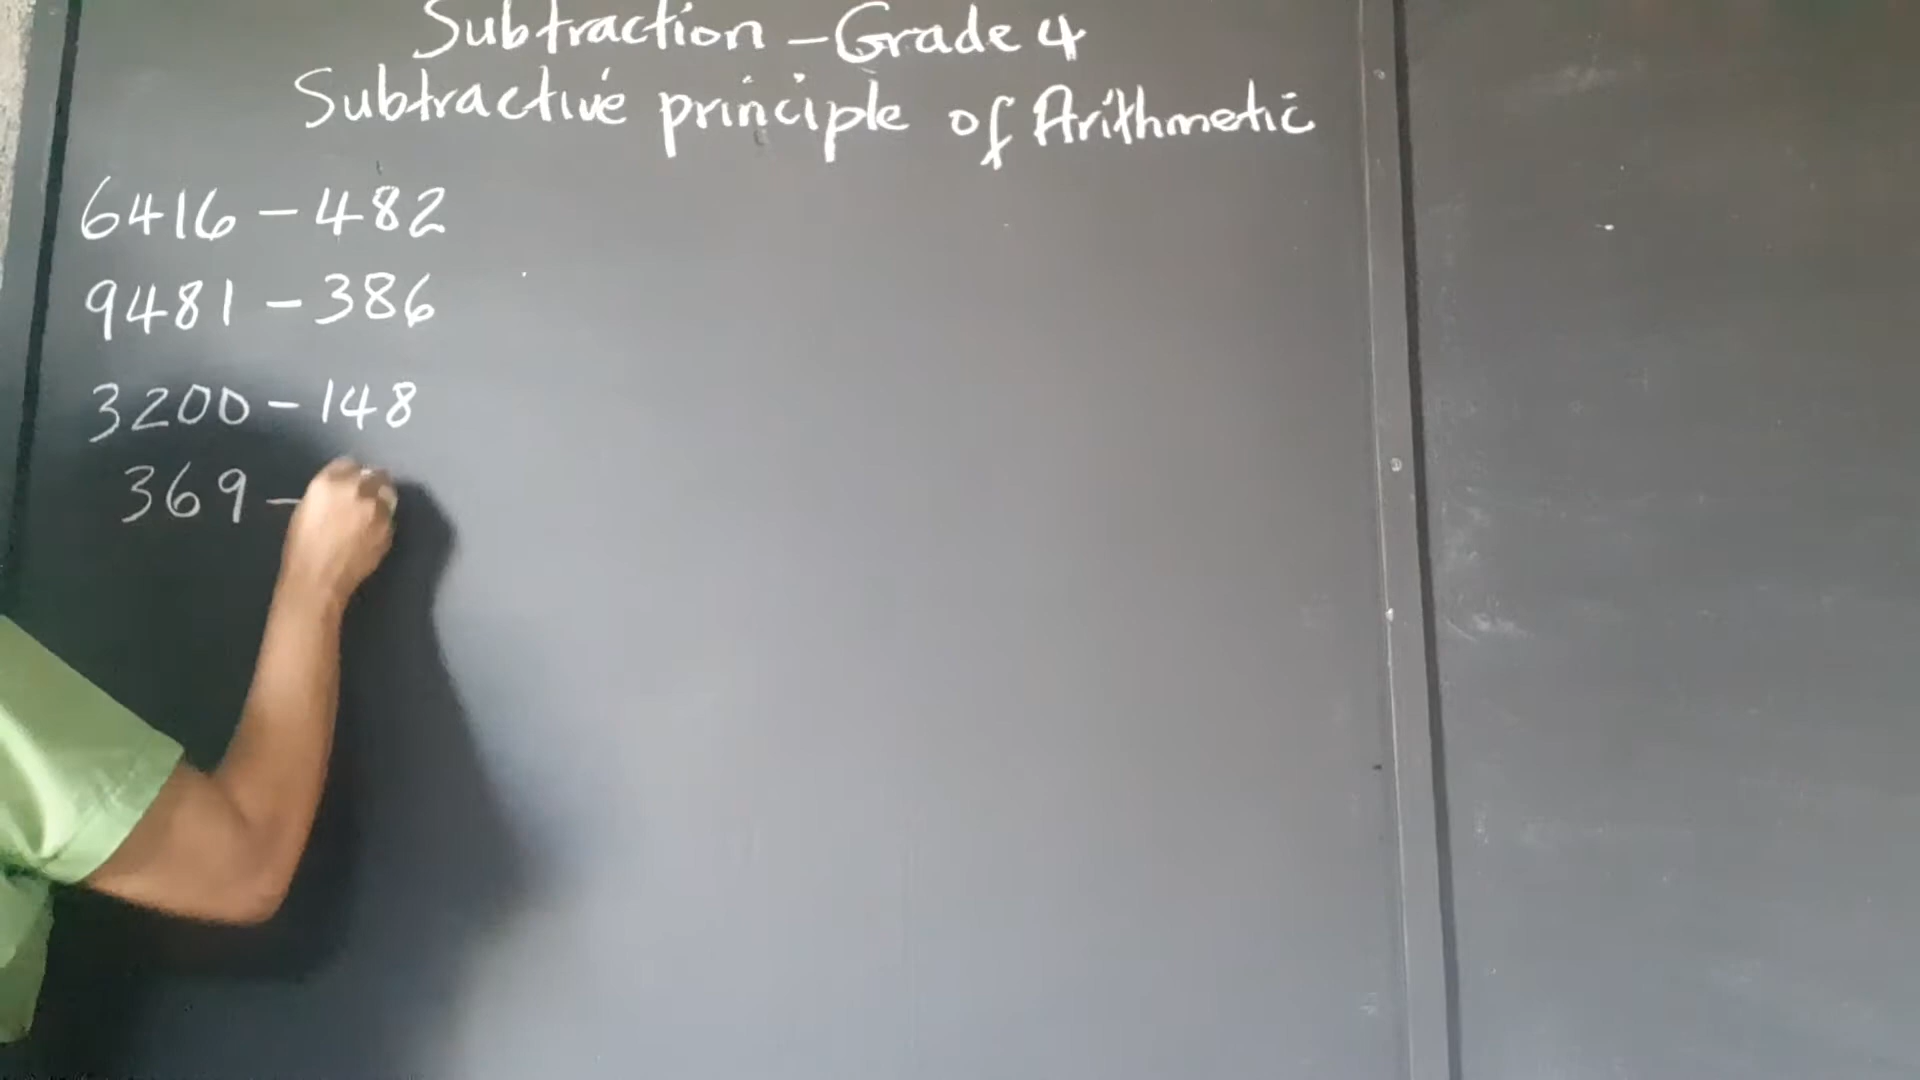 Subtraction - Grade 4
Subtractive principle of Arithmetic
6416 - 482
9481 - 386
3200 - 148
369 -